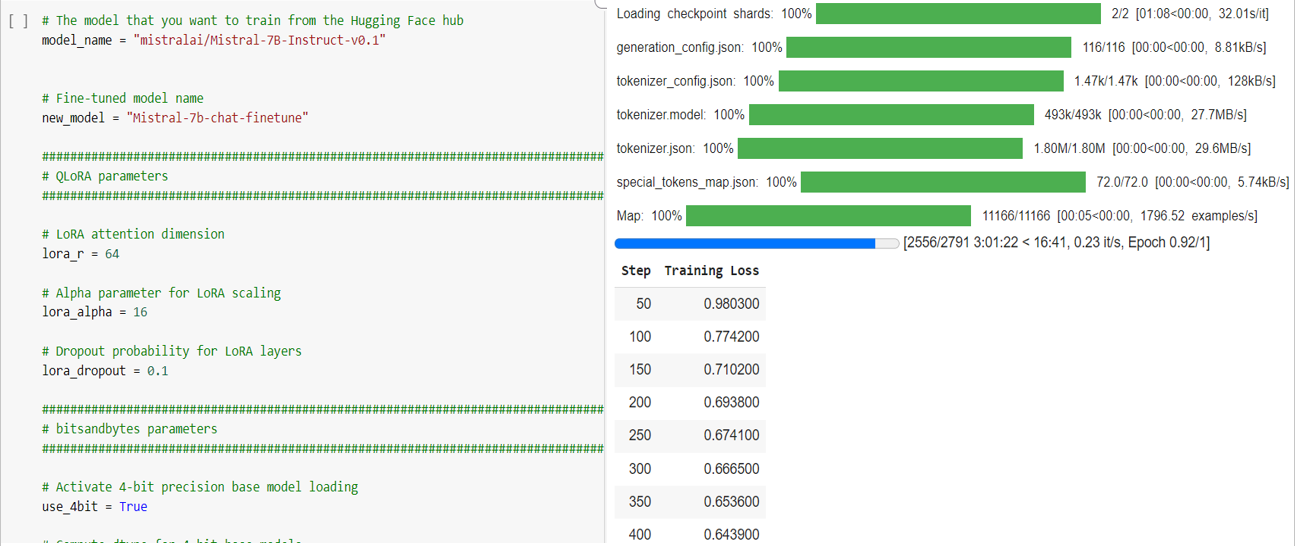 [ ] # The model that you want to train from the Hugging Face hub
model_name = "mistralai/Mistral-7B-Instruct-v0.1"
# Fine-tuned model name
new_model = "Mistral-7b-chat-finetune"
################################################################################
# QLoRA parameters
################################################################################
# LoRA attention dimension
lora_r = 64
# Alpha parameter for LoRA scaling
lora_alpha = 16
# Dropout probability for LoRA layers
lora_dropout = 0.1
################################################################################
# bitsandbytes parameters
################################################################################
# Activate 4-bit precision base model loading
use_4bit = True
Loading checkpoint shards: 100% 2/2 [01:08<00:00, 32.01s/it]
generation_config.json: 100% 116/116 [00:00<00:00, 8.81kB/s]
tokenizer_config.json: 100% 1.47k/1.47k [00:00<00:00, 128kB/s]
tokenizer.model: 100% 493k/493k [00:00<00:00, 27.7MB/s]
tokenizer.json: 100% 1.80M/1.80M [00:00<00:00, 29.6MB/s]
special_tokens_map.json: 100% 72.0/72.0 [00:00<00:00, 5.74kB/s]
Map: 100% 11166/11166 [00:05<00:00, 1796.52 examples/s]
[2556/2791 3:01:22 < 16:41, 0.23 it/s, Epoch 0.92/1]
Step Training Loss
50 0.980300
100 0.774200
150 0.710200
200 0.693800
250 0.674100
300 0.666500
350 0.653600
400 0.643900